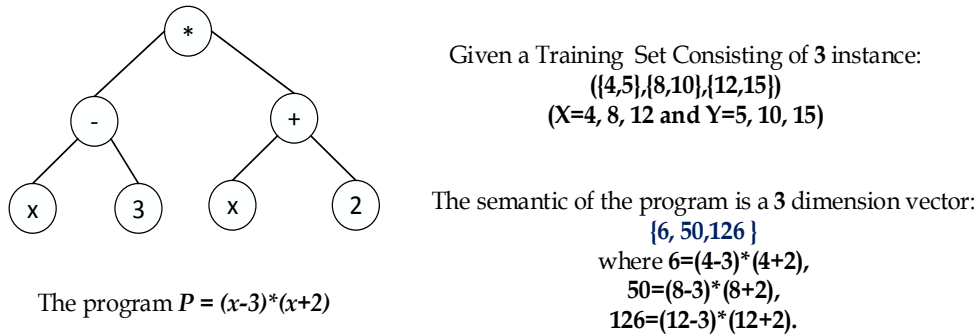 *
- +
x 3 x 2
The program P = (x-3)*(x+2)
Given a Training Set Consisting of 3 instance:
({4,5},{8,10},{12,15})
(X=4, 8, 12 and Y=5, 10, 15)
The semantic of the program is a 3 dimension vector:
{6, 50,126 }
where 6=(4-3)*(4+2),
50=(8-3)*(8+2),
126=(12-3)*(12+2).